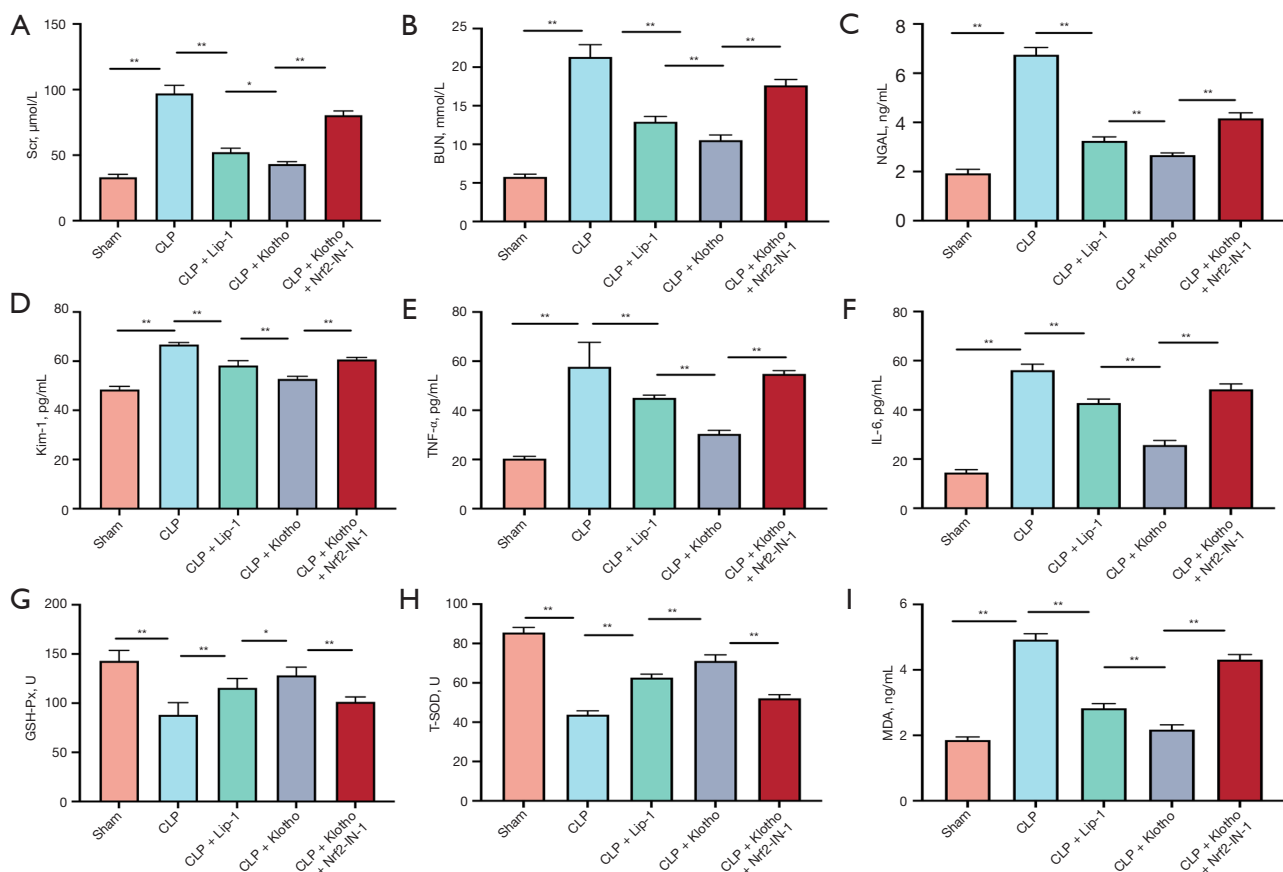 A
Scr, μmol/L
150
100
50
0
**
**
*
**
Sham
CLP
CLP + Lip-1
CLP + Klotho
CLP + Klotho
+ Nrf2-IN-1
B
BUN, mmol/L
25
20
15
10
5
0
**
**
**
**
Sham
CLP
CLP + Lip-1
CLP + Klotho
CLP + Klotho
+ Nrf2-IN-1
C
NGAL, ng/mL
8
6
4
2
0
**
**
**
**
Sham
CLP
CLP + Lip-1
CLP + Klotho
CLP + Klotho
+ Nrf2-IN-1
D
Kim-1, pg/mL
80
60
40
20
0
**
**
**
**
Sham
CLP
CLP + Lip-1
CLP + Klotho
CLP + Klotho
+ Nrf2-IN-1
E
TNF-α, pg/mL
80
60
40
20
0
**
**
**
**
Sham
CLP
CLP + Lip-1
CLP + Klotho
CLP + Klotho
+ Nrf2-IN-1
F
IL-6, pg/mL
80
60
40
20
0
**
**
**
**
Sham
CLP
CLP + Lip-1
CLP + Klotho
CLP + Klotho
+ Nrf2-IN-1
G
GSH-Px, U
200
150
100
50
0
**
**
*
**
Sham
CLP
CLP + Lip-1
CLP + Klotho
CLP + Klotho
+ Nrf2-IN-1
H
T-SOD, U
100
80
60
40
20
0
**
**
**
**
Sham
CLP
CLP + Lip-1
CLP + Klotho
CLP + Klotho
+ Nrf2-IN-1
I
MDA, ng/mL
6
4
2
0
**
**
**
**
Sham
CLP
CLP + Lip-1
CLP + Klotho
CLP + Klotho
+ Nrf2-IN-1